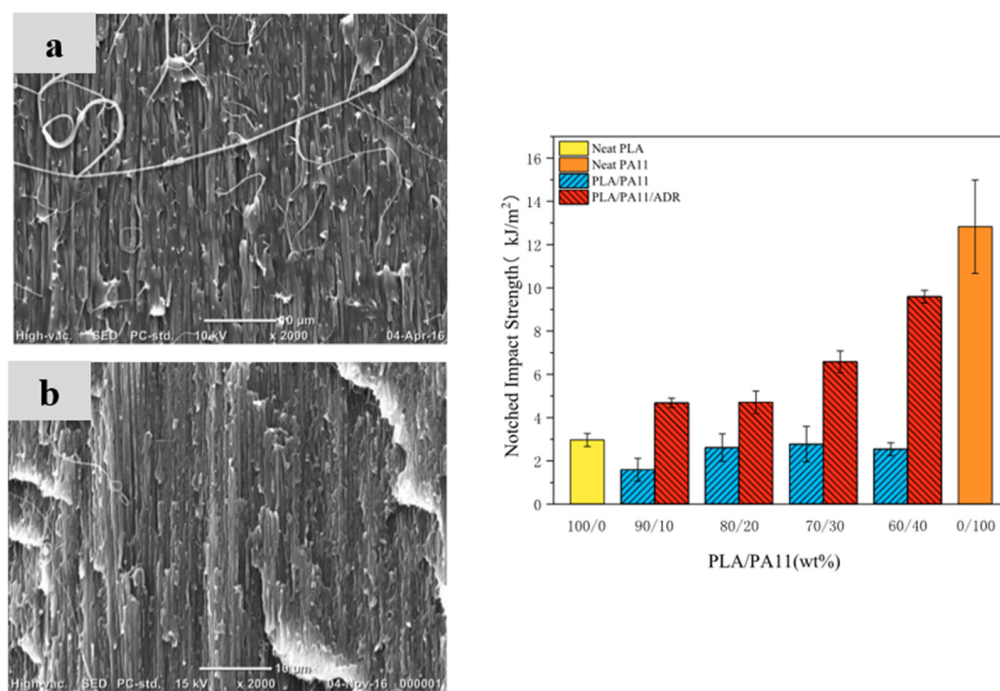 a
High-vac. SED PC-std. 10 kV x 2000 04-Apr-16
b
10 µm
High-vac. SED PC-std. 15 kV x 2000 04-Nov-16 000001
Neat PLA
Neat PA11
PLA/PA11
PLA/PA11/ADR
Notched Impact Strength( kJ/m²)
16
14
12
10
8
6
4
2
0
100/0 90/10 80/20 70/30 60/40 0/100
PLA/PA11(wt%)